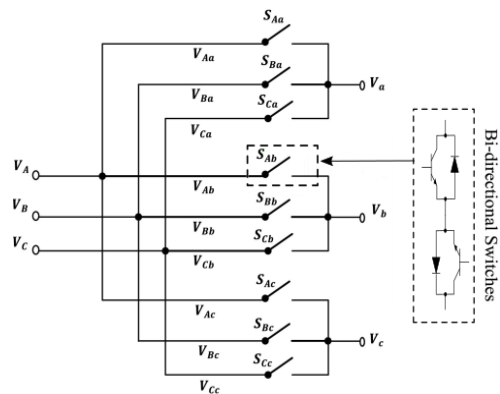 S_Aa
V_Aa
S_Ba
V_Ba
V_a
S_Ca
V_Ca
V_A
S_Ab
V_Ab
V_B
S_Bb
V_Bb
V_b
V_C
S_Cb
V_Cb
S_Ac
V_Ac
S_Bc
V_Bc
V_c
S_Cc
V_Cc
Bi-directional Switches